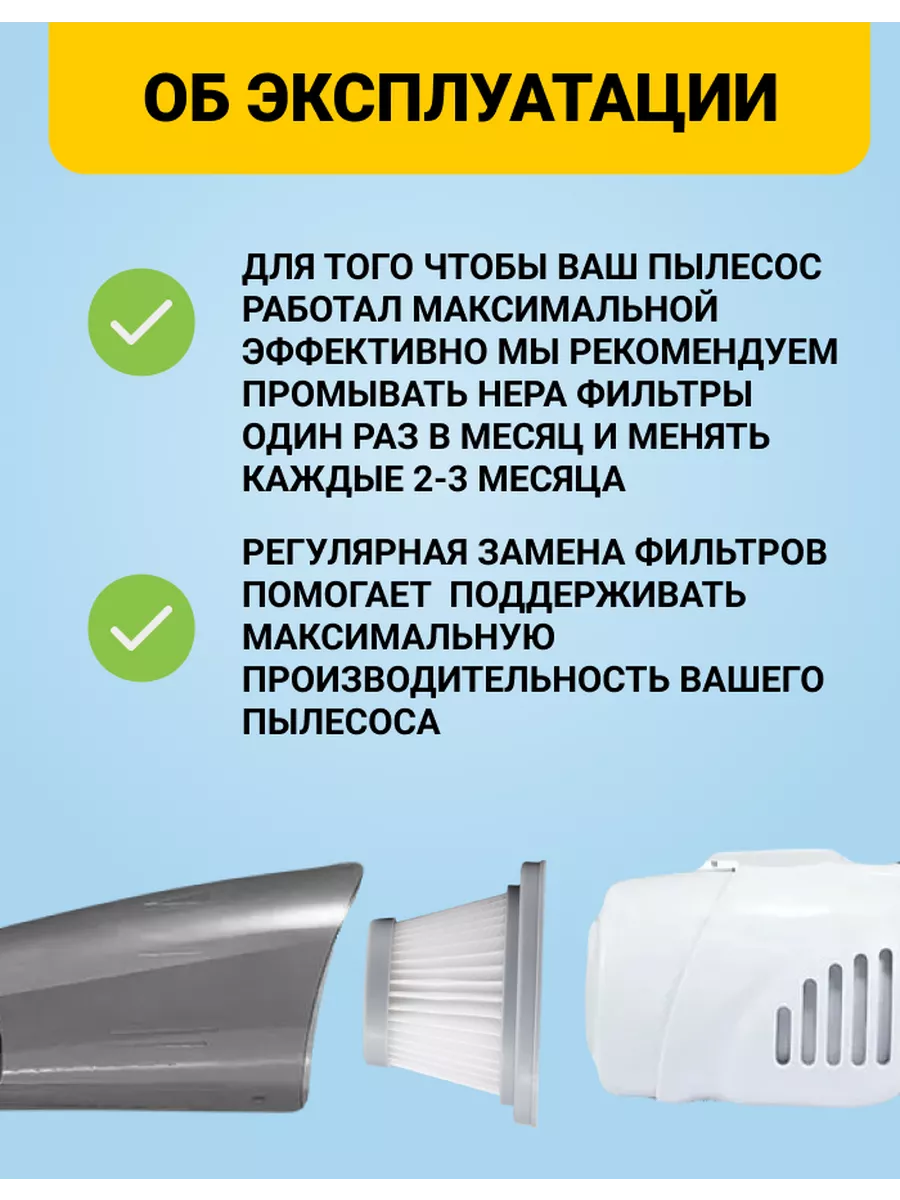 ОБ ЭКСПЛУАТАЦИИ
ДЛЯ ТОГО ЧТОБЫ ВАШ ПЫЛЕСОС
РАБОТАЛ МАКСИМАЛЬНОЙ
ЭФФЕКТИВНО МЫ РЕКОМЕНДУЕМ
ПРОМЫВАТЬ НЕРА ФИЛЬТРЫ
ОДИН РАЗ В МЕСЯЦ И МЕНЯТЬ
КАЖДЫЕ 2-3 МЕСЯЦА
РЕГУЛЯРНАЯ ЗАМЕНА ФИЛЬТРОВ
ПОМОГАЕТ ПОДДЕРЖИВАТЬ
МАКСИМАЛЬНУЮ
ПРОИЗВОДИТЕЛЬНОСТЬ ВАШЕГО
ПЫЛЕСОСА